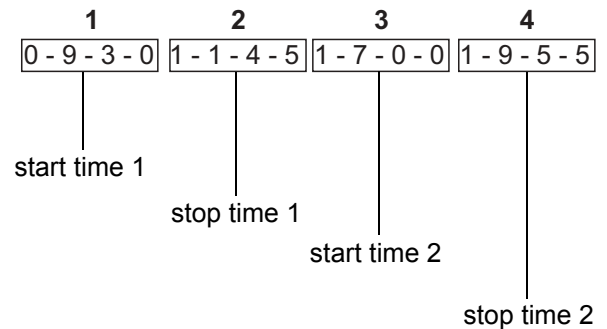 1 2 3 4
0 - 9 - 3 - 0 1 - 1 - 4 - 5 1 - 7 - 0 - 0 1 - 9 - 5 - 5
start time 1
stop time 1
start time 2
stop time 2